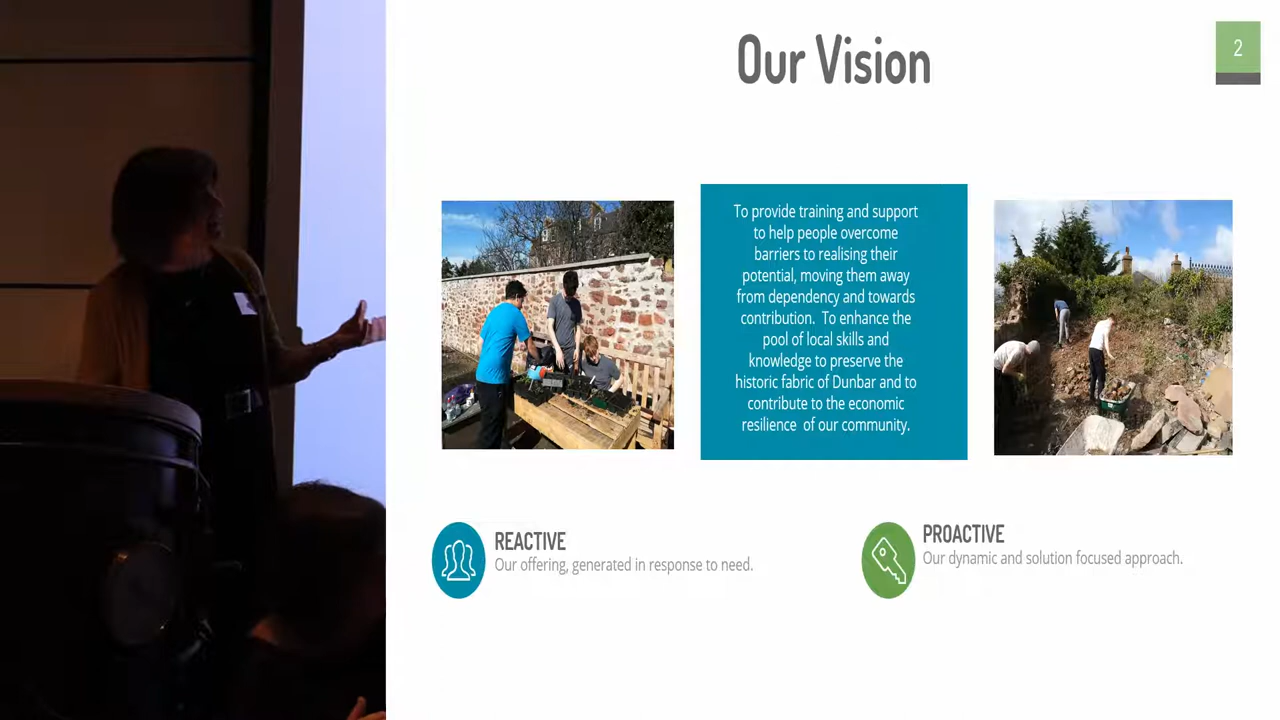 Our Vision
2
To provide training and support
to help people overcome
barriers to realising their
potential, moving them away
from dependency and towards
contribution.  To enhance the
pool of local skills and
knowledge to preserve the
historic fabric of Dunbar and to
contribute to the economic
resilience  of our community.
REACTIVE
Our offering, generated in response to need.
PROACTIVE
Our dynamic and solution focused approach.